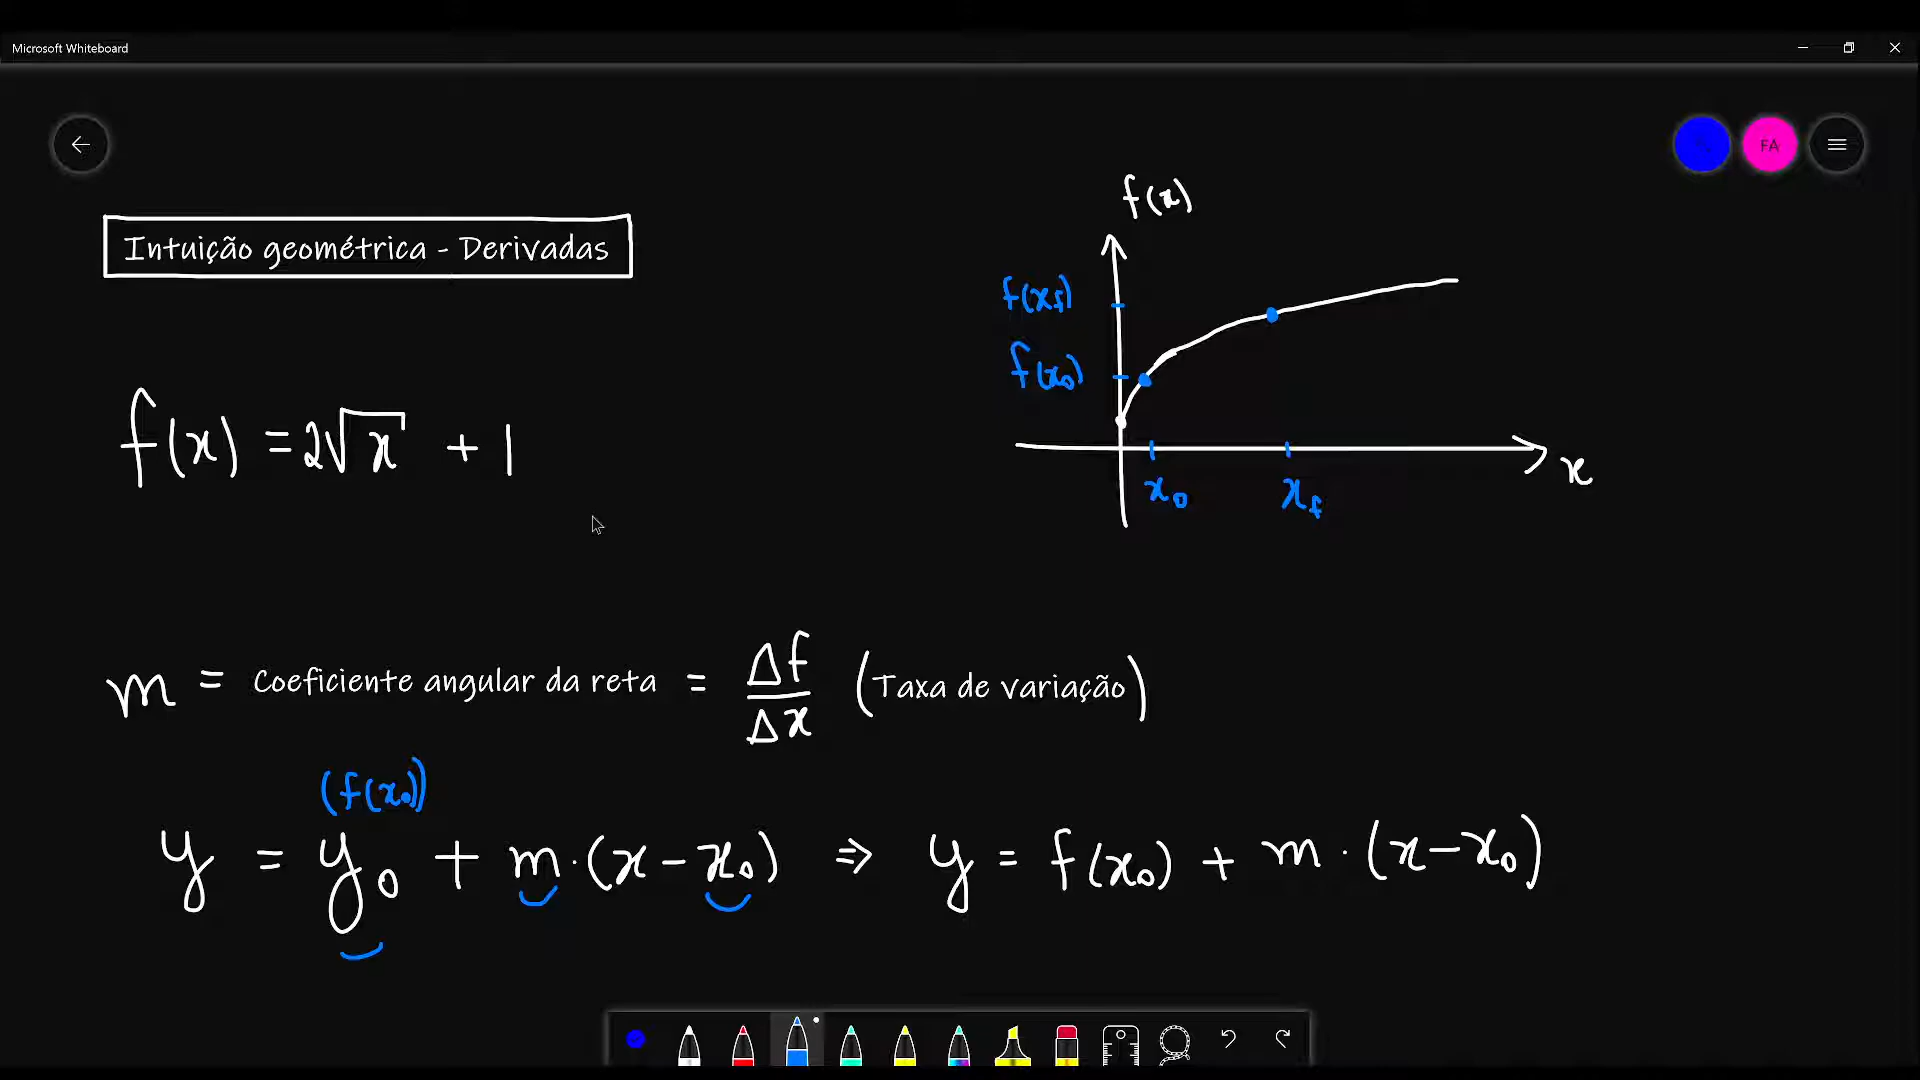 Microsoft Whiteboard
FA
Intuição geométrica - Derivadas
f(x)
f(xf)
f(x₀)
f(x) = 2√x + 1
x
x₀
xf
m = Coeficiente angular da reta = Δf/Δx (Taxa de variação)
(f(x₀))
y = y₀ + m·(x-x₀) ⇒ y = f(x₀) + m·(x-x₀)